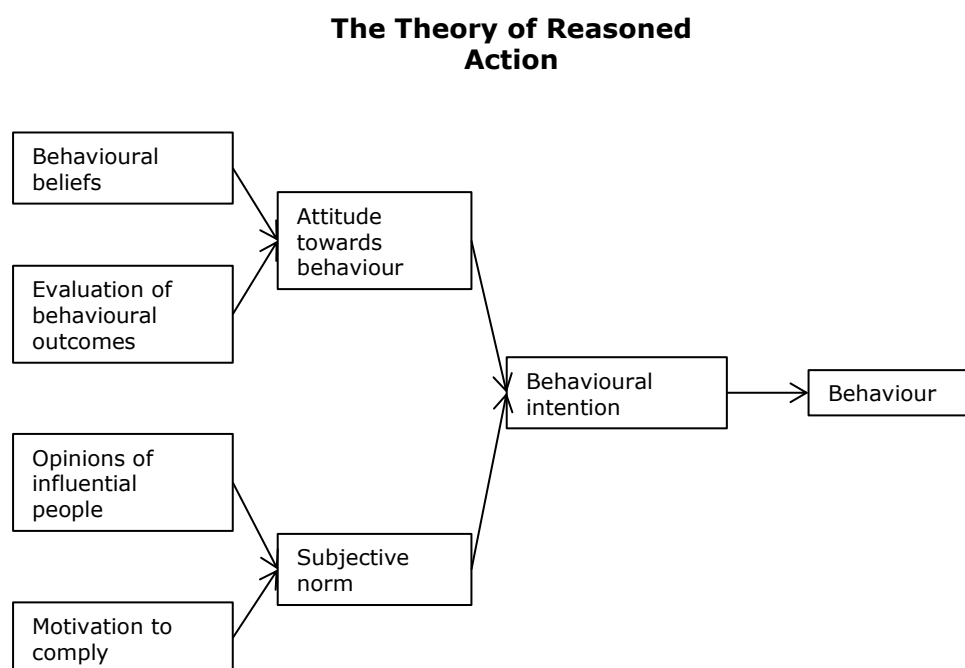 The Theory of Reasoned
Action
Behavioural
beliefs
Attitude
towards
behaviour
Evaluation of
behavioural
outcomes
Behavioural
intention
Behaviour
Opinions of
influential
people
Subjective
norm
Motivation to
comply